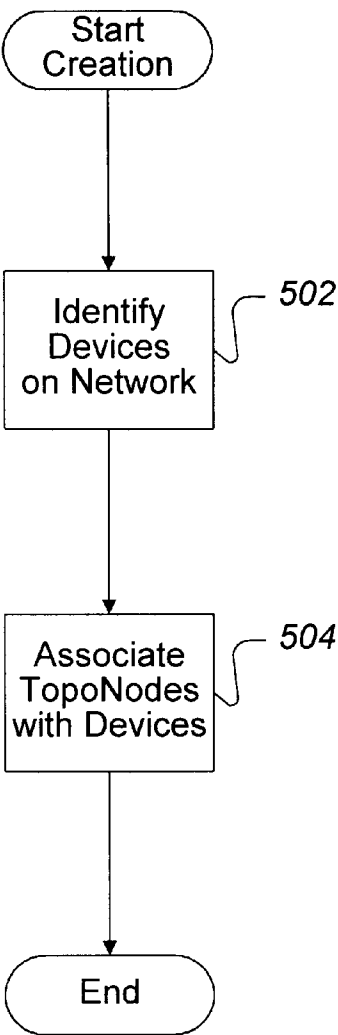 Start
Creation
502
Identify
Devices
on Network
504
Associate
TopoNodes
with Devices
End